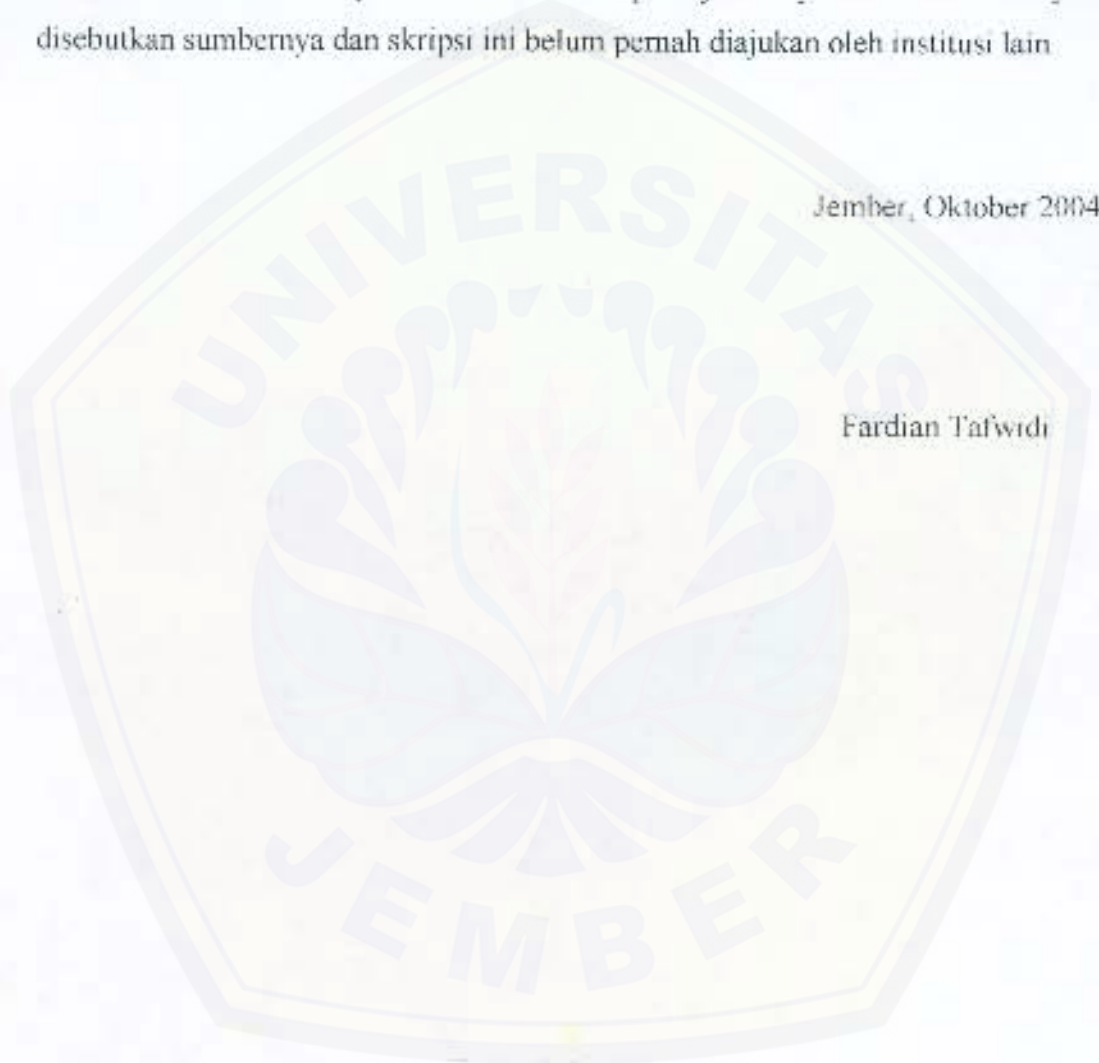 disebutkan sumbernya dan skripsi ini belum pernah diajukan oleh institusi lain
Jember, Oktober 2004
Fardian Tafwidi
UNIVERSITAS
JEMBER